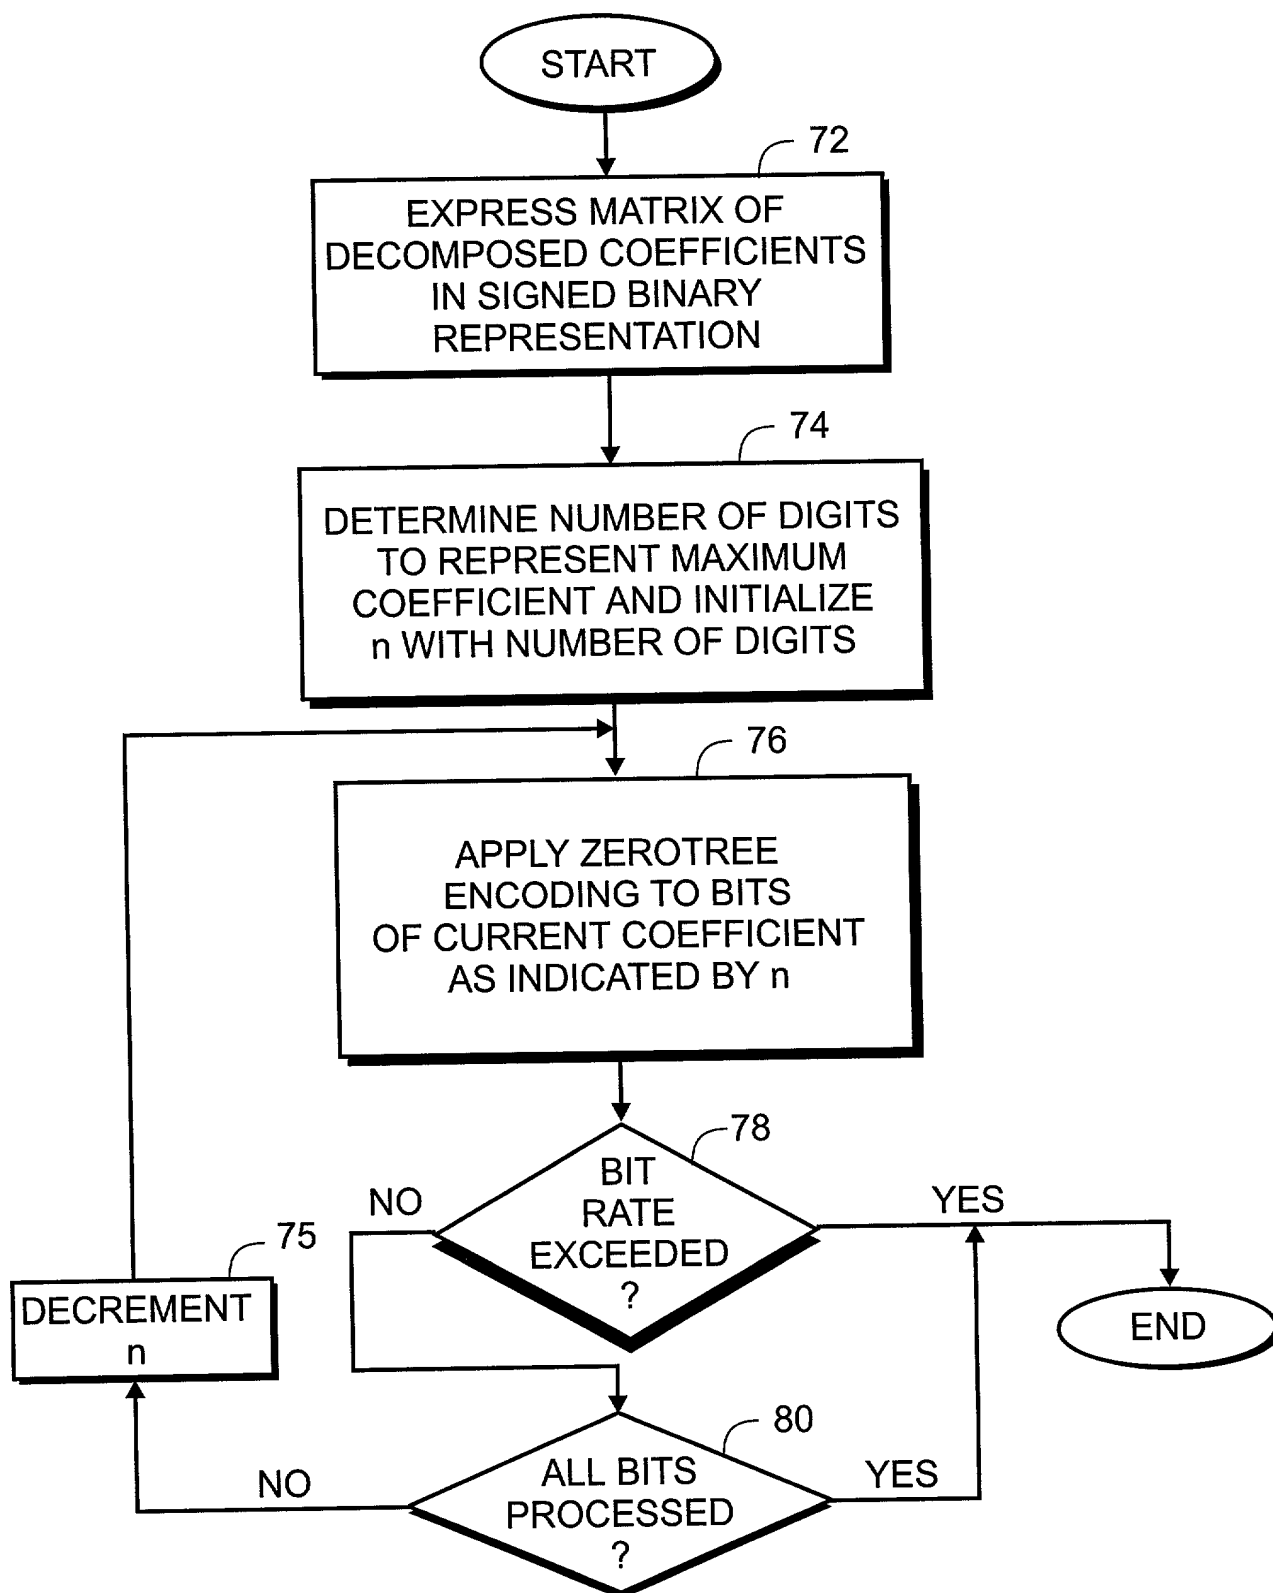 START
72
EXPRESS MATRIX OF
DECOMPOSED COEFFICIENTS
IN SIGNED BINARY
REPRESENTATION
74
DETERMINE NUMBER OF DIGITS
TO REPRESENT MAXIMUM
COEFFICIENT AND INITIALIZE
n WITH NUMBER OF DIGITS
76
APPLY ZEROTREE
ENCODING TO BITS
OF CURRENT COEFFICIENT
AS INDICATED BY n
78
BIT
RATE
EXCEEDED
?
NO
YES
75
DECREMENT
n
END
80
ALL BITS
PROCESSED
?
NO
YES